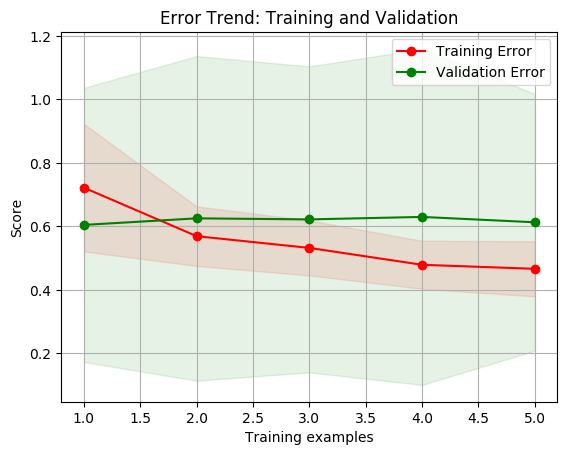 Error Trend: Training and Validation
1.2
1.0
0.8
0.6
0.4
0.2
Score
Training Error
Validation Error
1.0 1.5 2.0 2.5 3.0 3.5 4.0 4.5 5.0
Training examples